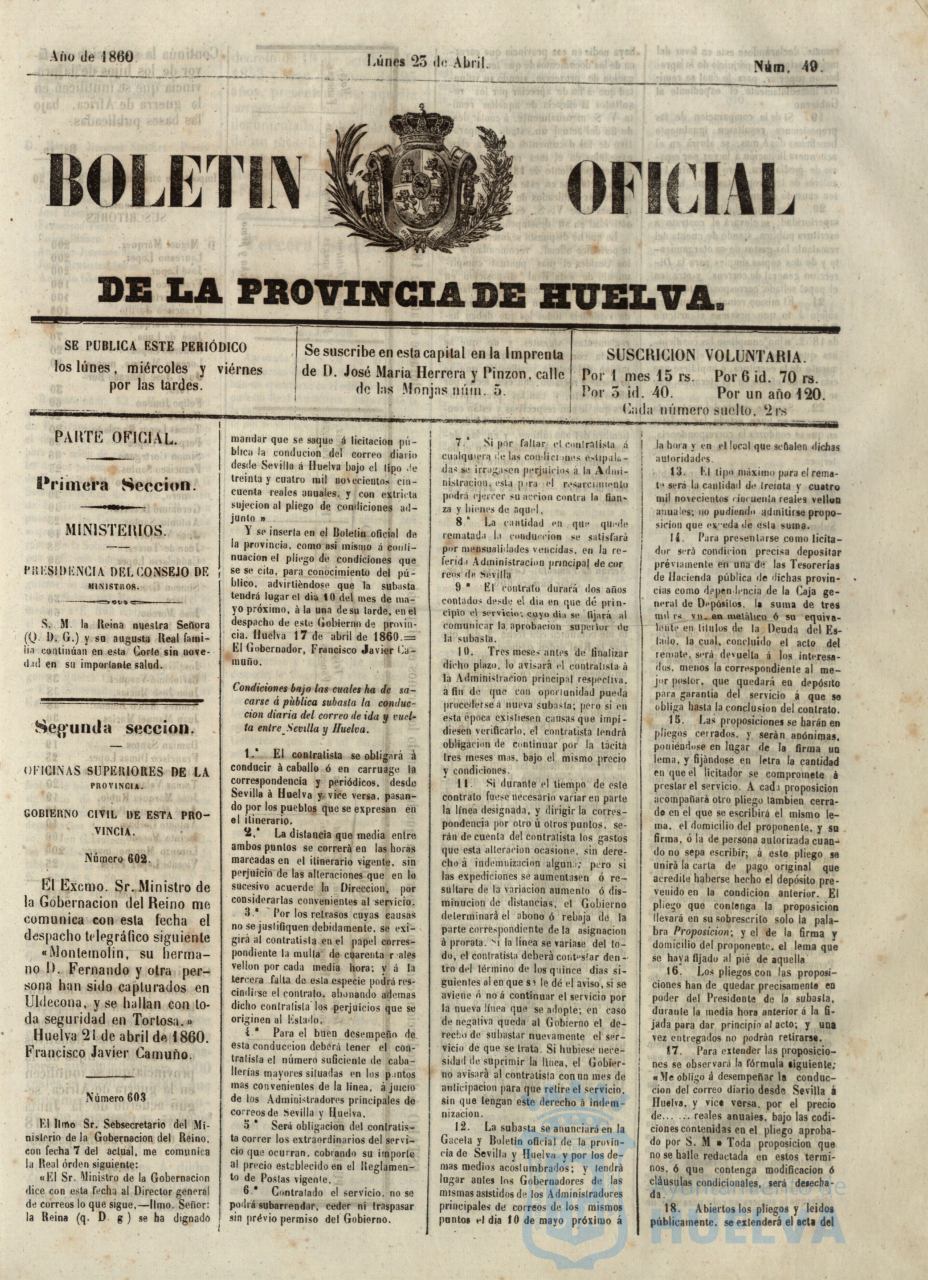 Año de 1860
Lúnes 23 de Abril.
Núm. 49.
BOLETIN OFICIAL
DE LA PROVINCIA DE HUELVA.
SE PUBLICA ESTE PERIÓDICO
los lúnes, miércoles y viérnes
por las tardes.
Se suscribe en esta capital en la Imprenta
de D. José Maria Herrera y Pinzon, calle
de las Monjas núm. 5.
SUSCRICION VOLUNTARIA.
Por 1 mes 15 rs. Por 6 id. 70 rs.
Por 3 id. 40. Por un año 120.
Cada número suelto, 2 rs
PARTE OFICIAL.
Primera Seccion.
MINISTERIOS.
PRESIDENCIA DEL CONSEJO DE
MINISTROS.
S. M. la Reina nuestra Señora
(Q. D. G.) y su augusta Real fami-
lia continúan en esta Corte sin nove-
dad en su importante salud.
Segunda seccion.
OFICINAS SUPERIORES DE LA
PROVINCIA.
GOBIERNO CIVIL DE ESTA PRO-
VINCIA.
Número 602.
El Excmo. Sr. Ministro de
la Gobernacion del Reino me
comunica con esta fecha el
despacho telegráfico siguiente
«Montemolin, su herma-
no D. Fernando y otra per-
sona han sido capturados en
Uldecona, y se hallan con to-
da seguridad en Tortosa.»
Huelva 21 de abril de 1860.
Francisco Javier Camuño.
Número 603
El Ilmo Sr. Sebsecretario del Mi-
nisterio de la Gobernacion del Reino,
con fecha 7 del actual, me comunica
la Real órden siguiente:
«El Sr. Ministro de la Gobernacion
dice con esta fecha al Director general
de correos lo que sigue.—Ilmo. Señor:
la Reina (q. D. g) se ha dignado
mandar que se saque á licitacion pú-
blica la conducion del correo diario
desde Sevilla á Huelva bajo el tipo de
treinta y cuatro mil novecientos cin-
cuenta reales anuales, y con extricta
sujecion al pliego de condiciones ad-
junto »
Y se inserta en el Boletin oficial de
la provincia, como asi mismo á conti-
nuacion el pliego de condiciones que
se se cita, para conocimiento del pú-
blico, advirtiéndose que la subasta
tendrá lugar el dia 10 del mes de ma-
yo próximo, á la una de su tarde, en el
despacho de este Gobierno de provin-
cia. Huelva 17 de abril de 1860.=
El Gobernador, Francisco Javier Ca-
muño.
Condiciones bajo las cuales ha de sa-
carse á pública subasta la conduc-
cion diaria del correo de ida y vuel-
ta entre Sevilla y Huelva.
1.ª El contratista se obligará á
conducir à caballo ó en carruage la
correspondencia y periódicos, desde
Sevilla à Huelva y vice versa, pasan-
do por los pueblos que se expresan en
el itinerario.
2.ª La distancia que media entre
ambos puntos se correrá en las horas
marcadas en el itinerario vigente, sin
perjuicio de las alteraciones que en lo
sucesivo acuerde la Direccion, por
considerarlas convenientes al servicio.
3.ª Por los retrasos cuyas causas
no se justifiquen debidamente, se exi-
girá al contratista en el papel corres-
pondiente la multa de cuarenta reales
vellon por cada media hora; y á la
tercera falta de esta especie podrá res-
cindirse el contrato, abonando ademas
dicho contratista los perjuicios que se
originen al Estado.
4.ª Para el buen desempeño de
esta conduccion deberá tener el con-
tratista el número suficiente de caba-
llerías mayores situadas en los puntos
mas convenientes de la linea, á juicio
de los Administradores principales de
correos de Sevilla y Huelva.
5.ª Será obligacion del contratis-
ta correr los extraordinarios del servi-
cio que ocurran, cobrando su importe
al precio establecido en el Reglamen-
to de Postas vigente.
6.ª Contratado el servicio, no se
podrá subarrendar, ceder ni traspasar
sin prévio permiso del Gobierno.
7.ª Si por faltar el contratista á
cualquiera de las condiciones estipula-
das se irrogasen perjuicios á la Admi-
nistracion, esta para el resarcimiento
podrá ejercer su accion contra la fian-
za y bienes de aquel.
8.ª La cantidad en que quede
rematada la conduccion se satisfará
por mensualidades vencidas, en la re-
ferida Administracion principal de cor
reos de Sevilla
9.ª El contrato durará dos años
contados desde el dia en que dé prin-
cipio el servicio, cuyo dia se fijará al
comunicar la aprobacion superior de
la subasta.
10. Tres meses antes de finalizar
dicho plazo, lo avisará el contratista á
la Administracion principal respectiva,
á fin de que con oportunidad pueda
procederse á nueva subasta; pero si en
esta época existiesen causas que impi-
diesen verificarlo, el contratista tendrá
obligacion de continuar por la tácita
tres meses mas, bajo el mismo precio
y condiciones.
11. Si durante el tiempo de este
contrato fuese necesario variar en parte
la línea designada, y dirigir la corres-
pondencia por otro ú otros puntos, se-
rán de cuenta del contratista los gastos
que esta alteracion ocasione, sin dere-
cho á indemnizacion alguna; pero si
las expediciones se aumentasen ó re-
sultare de la variacion aumento ó dis-
minucion de distancias, el Gobierno
determinará el abono ó rebaja de la
parte correspondiente de la asignacion
á prorata. Si la línea se variase del to-
do, el contratista deberá contestar den-
tro del término de los quince dias si-
guientes al en que se le dé el aviso, si se
aviene ó no á continuar el servicio por
la nueva línea que se adopte; en caso
de negativa queda al Gobierno el de-
recho de subastar nuevamente el ser-
vicio de que se trata. Si hubiese nece-
sidad de suprimir la línea, el Gobier-
no avisará al contratista con un mes de
anticipacion para que retire el servicio,
sin que tengan este derecho à indem-
nizacion.
12. La subasta se anunciará en la
Gaceta y Boletin oficial de la provin-
cia de Sevilla y Huelva y por los de-
mas medios acostumbrados; y tendrá
lugar antes los Gobernadores de las
mismas asistidos de los Administradores
principales de correos de los mismos
puntos el dia 10 de mayo próximo á
la hora y en el local que señalen dichas
autoridades.
13. El tipo máximo para el rema-
te será la cantidad de treinta y cuatro
mil novecientos cincuenta reales vellon
anuales; no pudiendo admitirse propo-
sicion que exceda de esta suma.
14. Para presentarse como licita-
dor será condicion precisa depositar
préviamente en una de las Tesorerías
de Hacienda pública de dichas provin-
cias como dependencia de la Caja ge-
neral de Depósitos, la suma de tres
mil rs. vn. en metálico ó su equiva-
lente en títulos de la Deuda del Es-
tado, la cual, concluido el acto del
remate, será devuelta á los interesa-
dos, menos la correspondiente al me-
jor postor, que quedará en depósito
para garantia del servicio á que se
obliga hasta la conclusion del contrato.
15. Las proposiciones se harán en
pliegos cerrados, y serán anónimas,
poniéndose en lugar de la firma un
lema, y fijándose en letra la cantidad
en que el licitador se compromete á
prestar el servicio. A cada proposicion
acompañará otro pliego tambien cerra-
do en el que se escribirá el mismo le-
ma, el domicilio del proponente, y su
firma, ó la de persona autorizada cuan-
do no sepa escribir; á este pliego se
unirá la carta de pago original que
acredite haberse hecho el depósito pre-
venido en la condicion anterior. El
pliego que contenga la proposicion
llevará en su sobrescrito solo la pala-
bra Proposicion; y el de la firma y
domicilio del proponente, el lema que
se haya fijado al pié de aquella
16. Los pliegos con las proposi-
ciones han de quedar precisamente en
poder del Presidente de la subasta,
durante la media hora anterior á la fi-
jada para dar principio al acto; y una
vez entregados no podrán retirarse.
17. Para extender las proposicio-
nes se observará la fórmula siguiente:
«Me obligo á desempeñar la conduc-
cion del correo diario desde Sevilla á
Huelva, y vice versa, por el precio
de...... reales anuales, bajo las codi-
ciones contenidas en el pliego aproba-
do por S. M » Toda proposicion que
no se halle redactada en estos termi-
nos, ó que contenga modificacion ó
cláusulas condicionales, será desecha-
da.
18. Abiertos los pliegos y leidos
públicamente, se extenderá el acta del
Ayuntamiento de
HUELVA